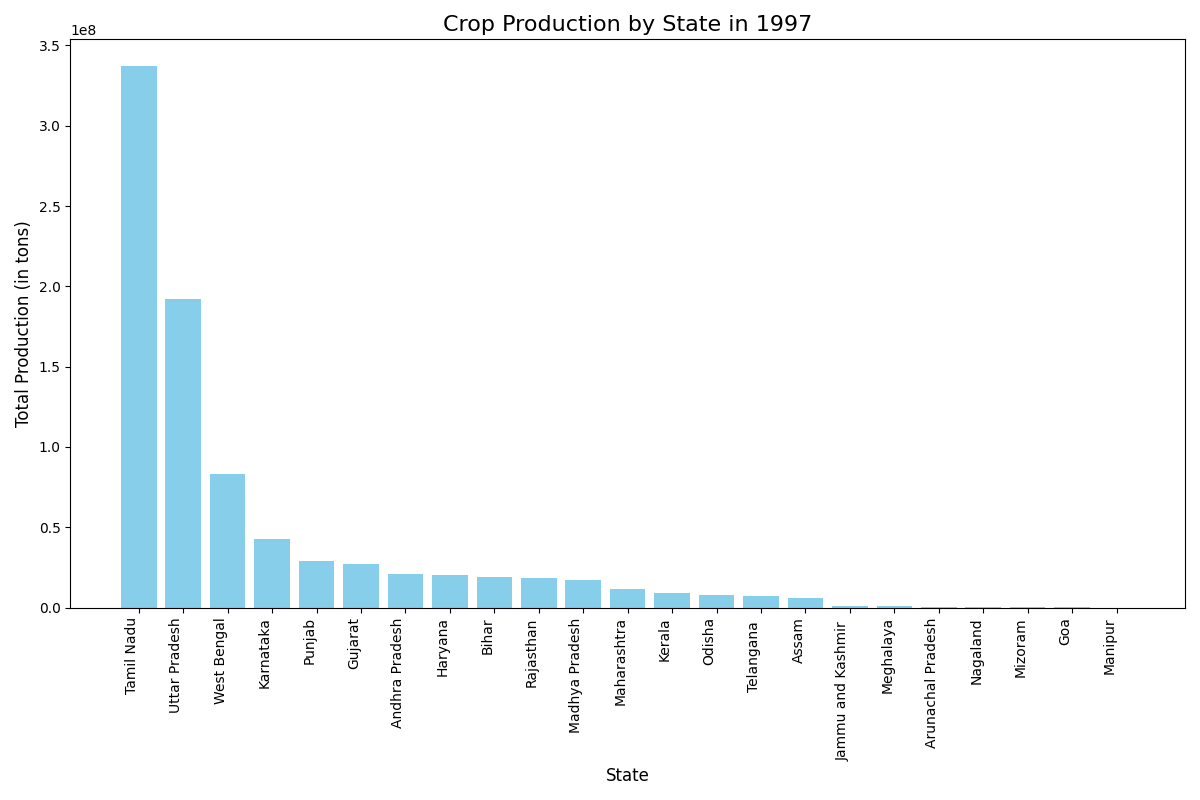 Crop Production by State in 1997
1e8
3.5
3.0
2.5
2.0
1.5
1.0
0.5
0.0
Total Production (in tons)
Tamil Nadu
Uttar Pradesh
West Bengal
Karnataka
Punjab
Gujarat
Andhra Pradesh
Haryana
Bihar
Rajasthan
Madhya Pradesh
Maharashtra
Kerala
Odisha
Telangana
Assam
Jammu and Kashmir
Meghalaya
Arunachal Pradesh
Nagaland
Mizoram
Goa
Manipur
State